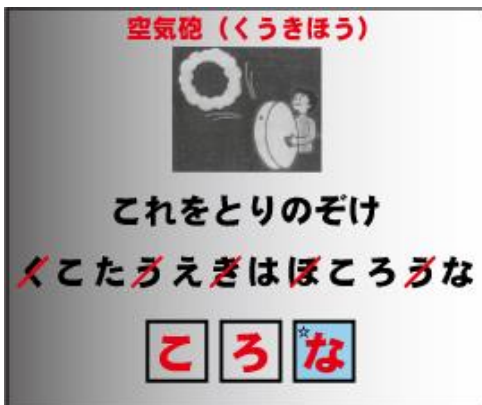 空気砲（くうきほう）
これをとりのぞけ
くこたうえきはほころうな
☆
ころな